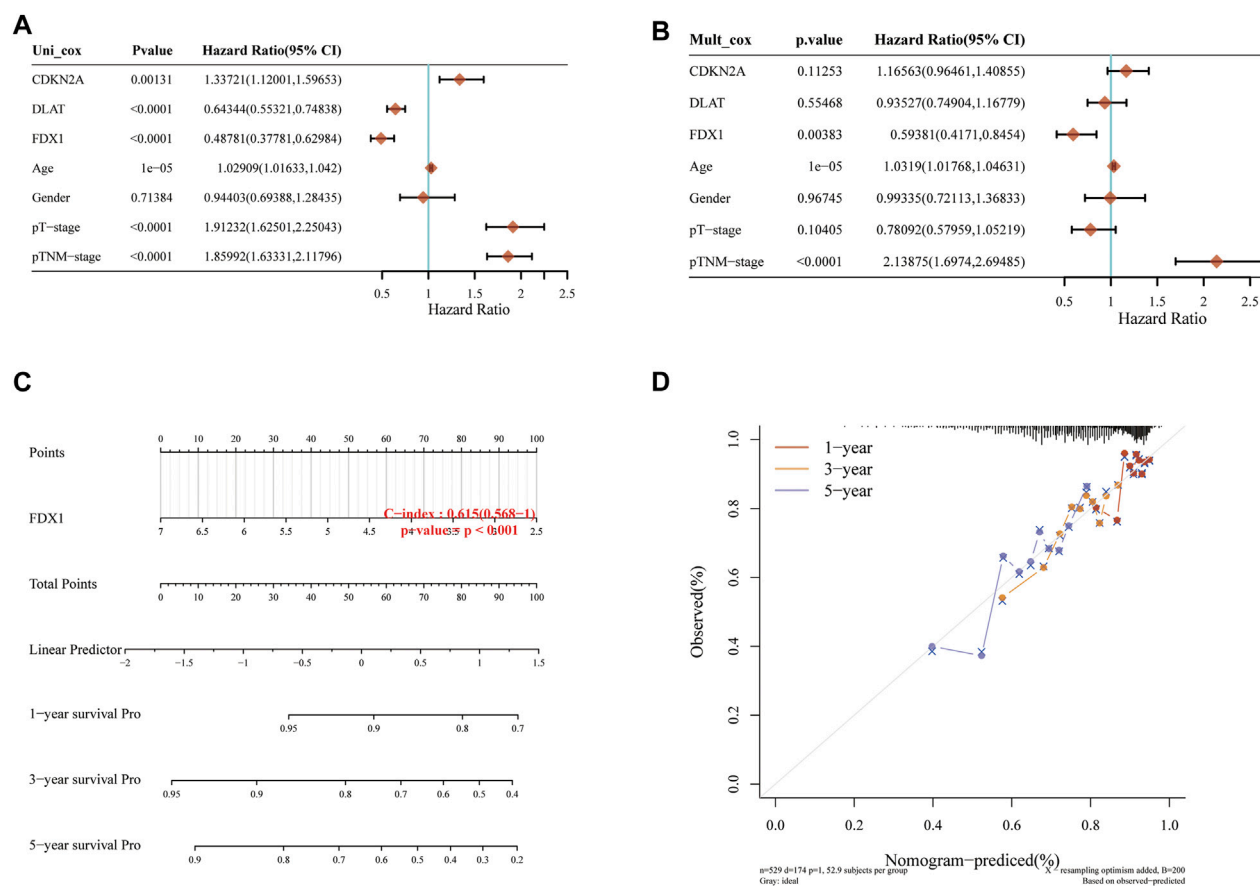 A
Uni_cox Pvalue Hazard Ratio(95% CI)
CDKN2A 0.00131 1.33721(1.12001,1.59653)
DLAT <0.0001 0.64344(0.55321,0.74838)
FDX1 <0.0001 0.48781(0.37781,0.62984)
Age 1e−05 1.02909(1.01633,1.042)
Gender 0.71384 0.94403(0.69388,1.28435)
pT−stage <0.0001 1.91232(1.62501,2.25043)
pTNM−stage <0.0001 1.85992(1.63331,2.11796)
0.5 1 1.5 2 2.5
Hazard Ratio
B
Mult_cox p.value Hazard Ratio(95% CI)
CDKN2A 0.11253 1.16563(0.96461,1.40855)
DLAT 0.55468 0.93527(0.74904,1.16779)
FDX1 0.00383 0.59381(0.4171,0.8454)
Age 1e−05 1.0319(1.01768,1.04631)
Gender 0.96745 0.99335(0.72113,1.36833)
pT−stage 0.10405 0.78092(0.57959,1.05219)
pTNM−stage <0.0001 2.13875(1.6974,2.69485)
0.5 1 1.5 2 2.5
Hazard Ratio
C
Points 0 10 20 30 40 50 60 70 80 90 100
C−index : 0.615(0.568−1)
p−value = p < 0.001
FDX1 7 6.5 6 5.5 5 4.5 4 3.5 3 2.5
Total Points 0 10 20 30 40 50 60 70 80 90 100
Linear Predictor −2 −1.5 −1 −0.5 0 0.5 1 1.5
1−year survival Pro 0.95 0.9 0.8 0.7
3−year survival Pro 0.95 0.9 0.8 0.7 0.6 0.5 0.4
5−year survival Pro 0.9 0.8 0.7 0.6 0.5 0.4 0.3 0.2
D
1−year
3−year
5−year
Observed(%)
1.0
0.8
0.6
0.4
0.2
0.0
0.0 0.2 0.4 0.6 0.8 1.0
Nomogram−prediced(%)
n=529 d=174 p=1, 52.9 subjects per group
Gray: ideal
X − resampling optimism added, B=200
Based on observed−predicted